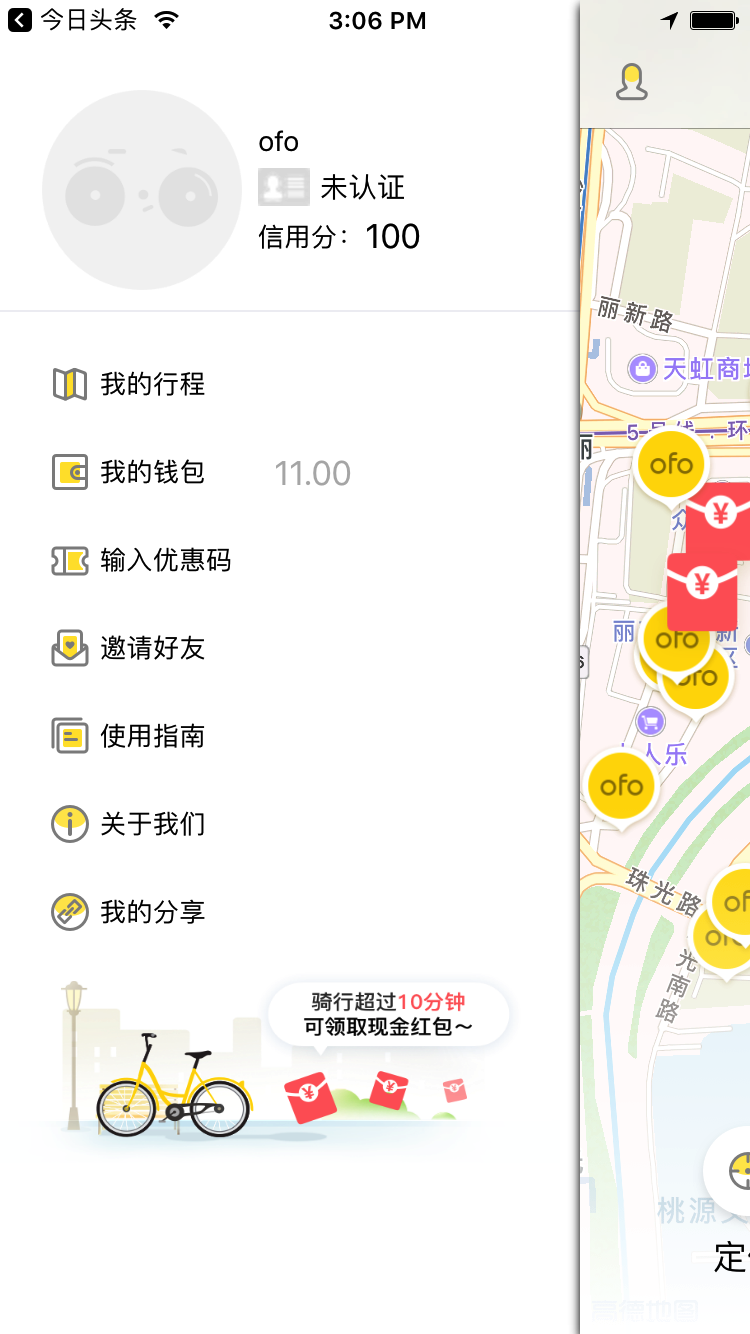 今日头条
3:06 PM
ofo
未认证
信用分：100
我的行程
我的钱包 11.00
输入优惠码
邀请好友
使用指南
关于我们
我的分享
骑行超过10分钟
可领取现金红包～
丽新路
天虹商
5号线
环
ofo
众
¥
¥
丽
新
ofo
区
ofo
人乐
ofo
珠光路
of
光南路
桃源
定
高德地图